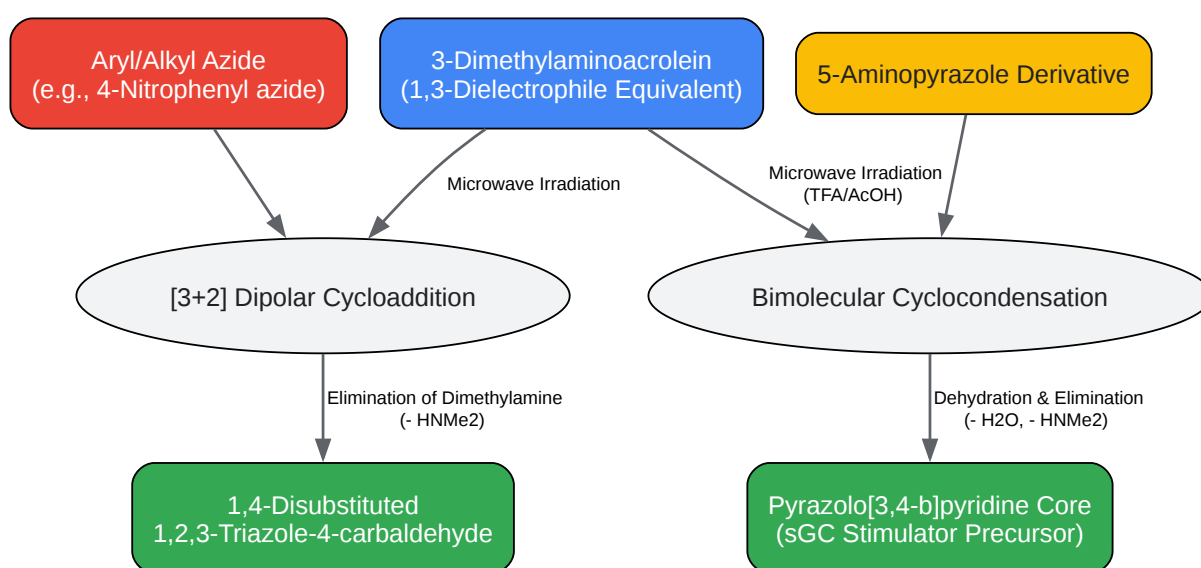 Aryl/Alkyl Azide
(e.g., 4-Nitrophenyl azide)
3-Dimethylaminoacrolein
(1,3-Dielectrophile Equivalent)
5-Aminopyrazole Derivative
Microwave Irradiation
Microwave Irradiation
(TFA/AcOH)
[3+2] Dipolar Cycloaddition
Bimolecular Cyclocondensation
Elimination of Dimethylamine
(- HNMe2)
Dehydration & Elimination
(- H2O, - HNMe2)
1,4-Disubstituted
1,2,3-Triazole-4-carbaldehyde
Pyrazolo[3,4-b]pyridine Core
(sGC Stimulator Precursor)